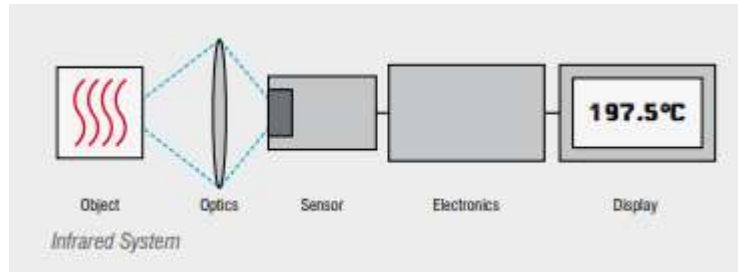 197.5°C
Object Optics Sensor Electronics Display
Infrared System